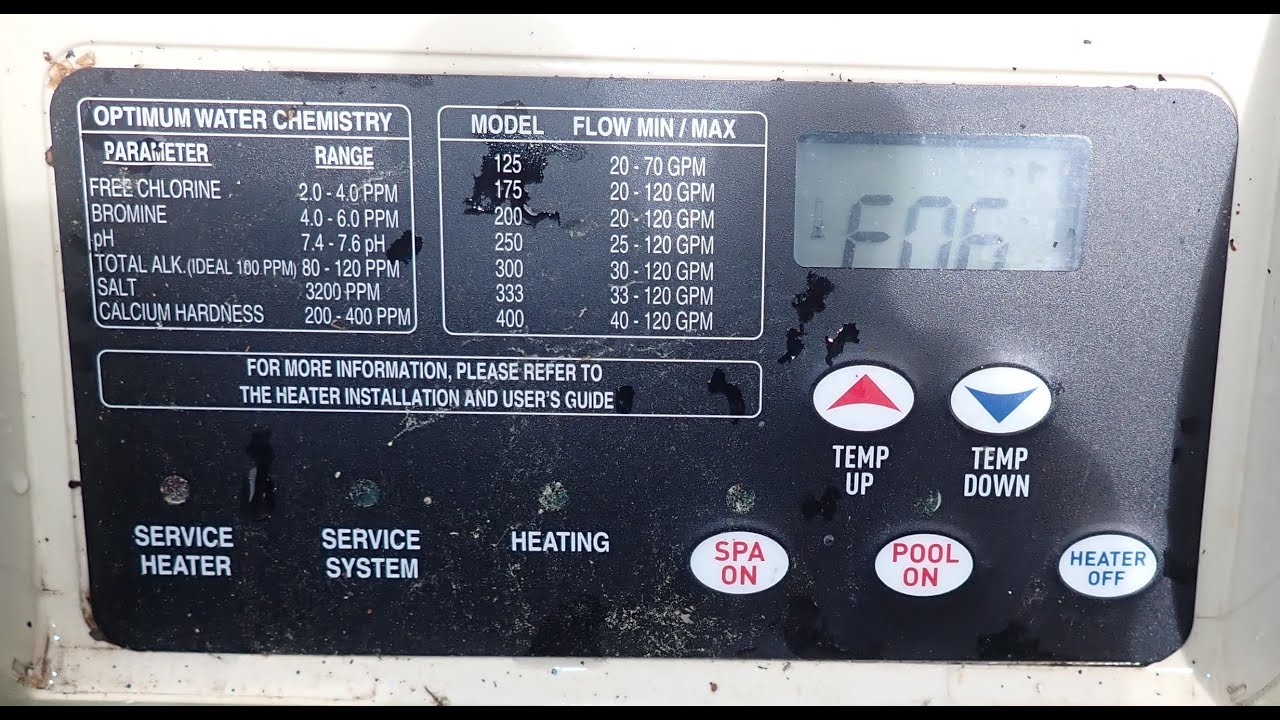 OPTIMUM WATER CHEMISTRY
PARAMETER RANGE
FREE CHLORINE 2.0 - 4.0 PPM
BROMINE 4.0 - 6.0 PPM
pH 7.4 - 7.6 pH
TOTAL ALK.(IDEAL 100 PPM) 80 - 120 PPM
SALT 3200 PPM
CALCIUM HARDNESS 200 - 400 PPM
MODEL FLOW MIN / MAX
125 20 - 70 GPM
175 20 - 120 GPM
200 20 - 120 GPM
250 25 - 120 GPM
300 30 - 120 GPM
333 33 - 120 GPM
400 40 - 120 GPM
FOR MORE INFORMATION, PLEASE REFER TO
THE HEATER INSTALLATION AND USER'S GUIDE
F06
TEMP
UP
TEMP
DOWN
SERVICE
HEATER
SERVICE
SYSTEM
HEATING
SPA
ON
POOL
ON
HEATER
OFF